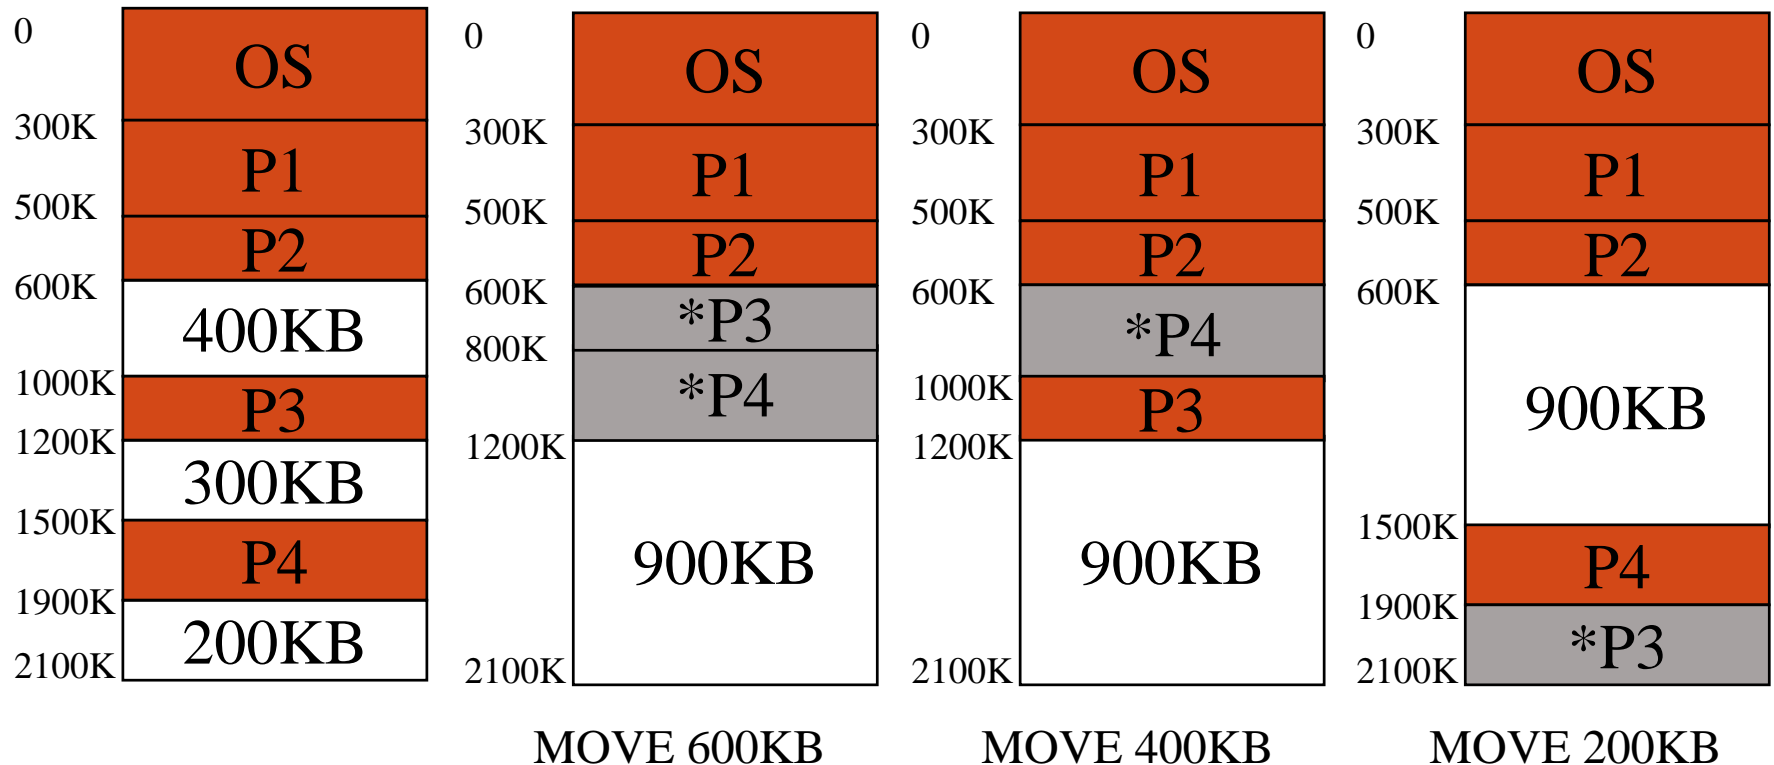 0
OS
300K
P1
500K
P2
600K
400KB
1000K
P3
1200K
300KB
1500K
P4
1900K
200KB
2100K
0
OS
300K
P1
500K
P2
600K
*P3
800K
*P4
1200K
900KB
2100K
MOVE 600KB
0
OS
300K
P1
500K
P2
600K
*P4
1000K
P3
1200K
900KB
2100K
MOVE 400KB
0
OS
300K
P1
500K
P2
600K
900KB
1500K
P4
1900K
*P3
2100K
MOVE 200KB